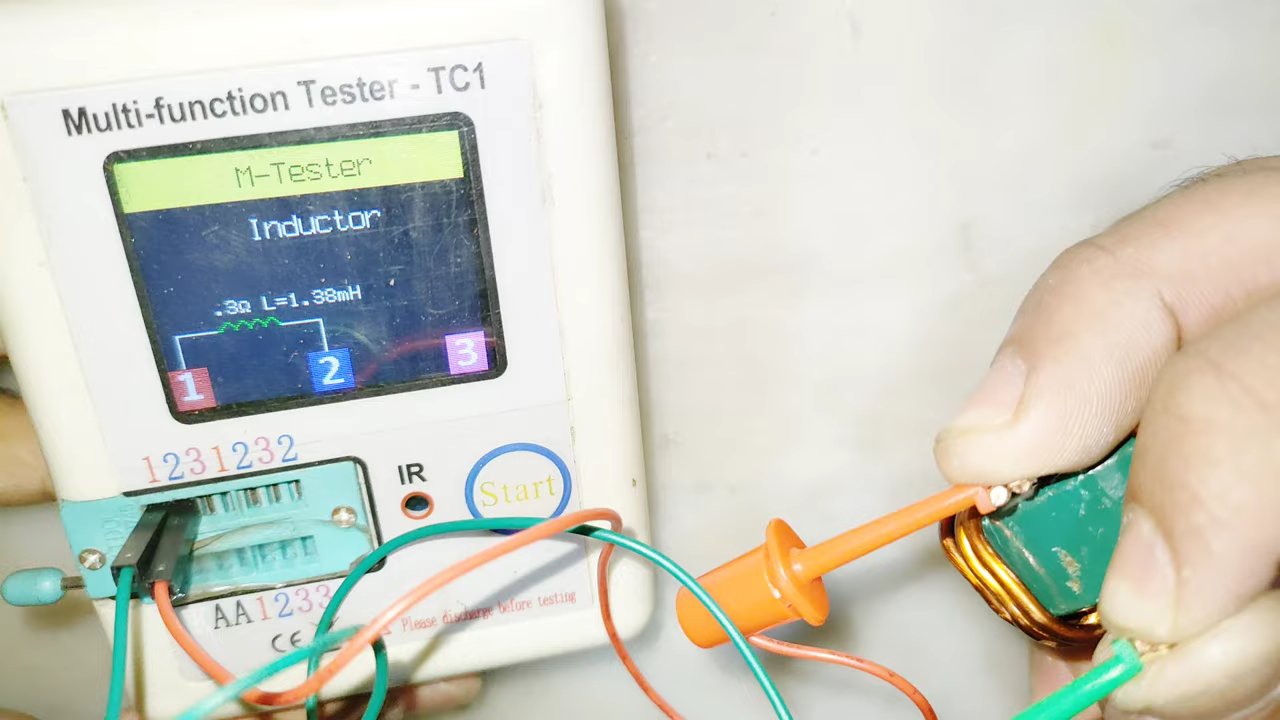 Multi-function Tester - TC1
M-Tester
Inductor
.3Ω L=1.38mH
1 2 3
1231232
IR
Start
AA1233
CE
Please discharge before testing